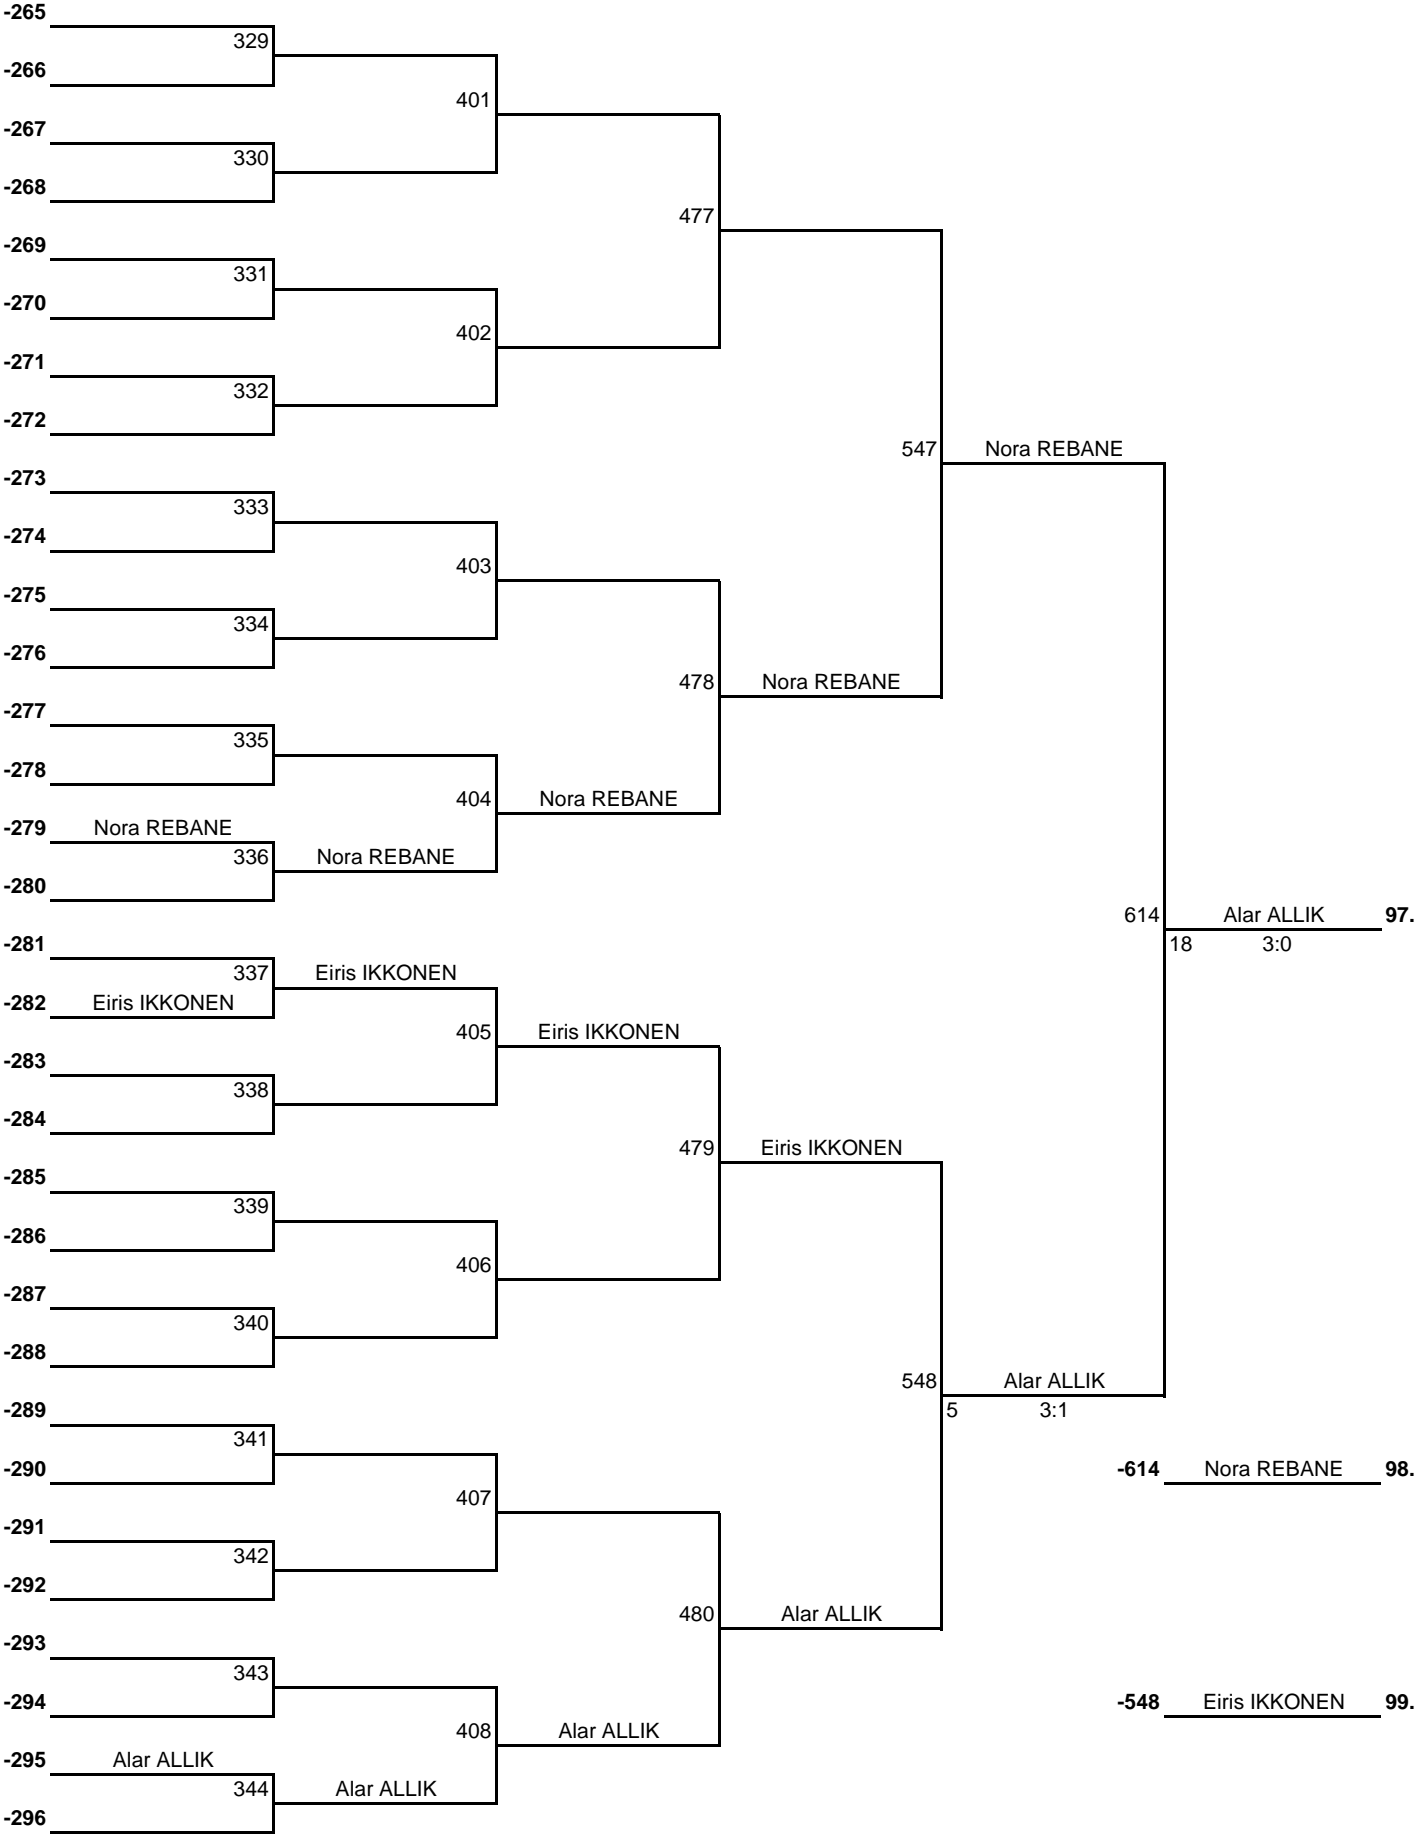 -265
329
-266
401
-267
330
-268
477
-269
331
-270
402
-271
332
-272
547 Nora REBANE
-273
333
-274
403
-275
334
-276
478 Nora REBANE
-277
335
-278
404 Nora REBANE
-279 Nora REBANE
336 Nora REBANE
-280
614 Alar ALLIK 97.
18 3:0
-281
337 Eiris IKKONEN
-282 Eiris IKKONEN
405 Eiris IKKONEN
-283
338
-284
479 Eiris IKKONEN
-285
339
-286
406
-287
340
-288
548 Alar ALLIK
5 3:1
-289
341
-290
-614 Nora REBANE 98.
407
-291
342
-292
480 Alar ALLIK
-293
343
-294
-548 Eiris IKKONEN 99.
408 Alar ALLIK
-295 Alar ALLIK
344 Alar ALLIK
-296